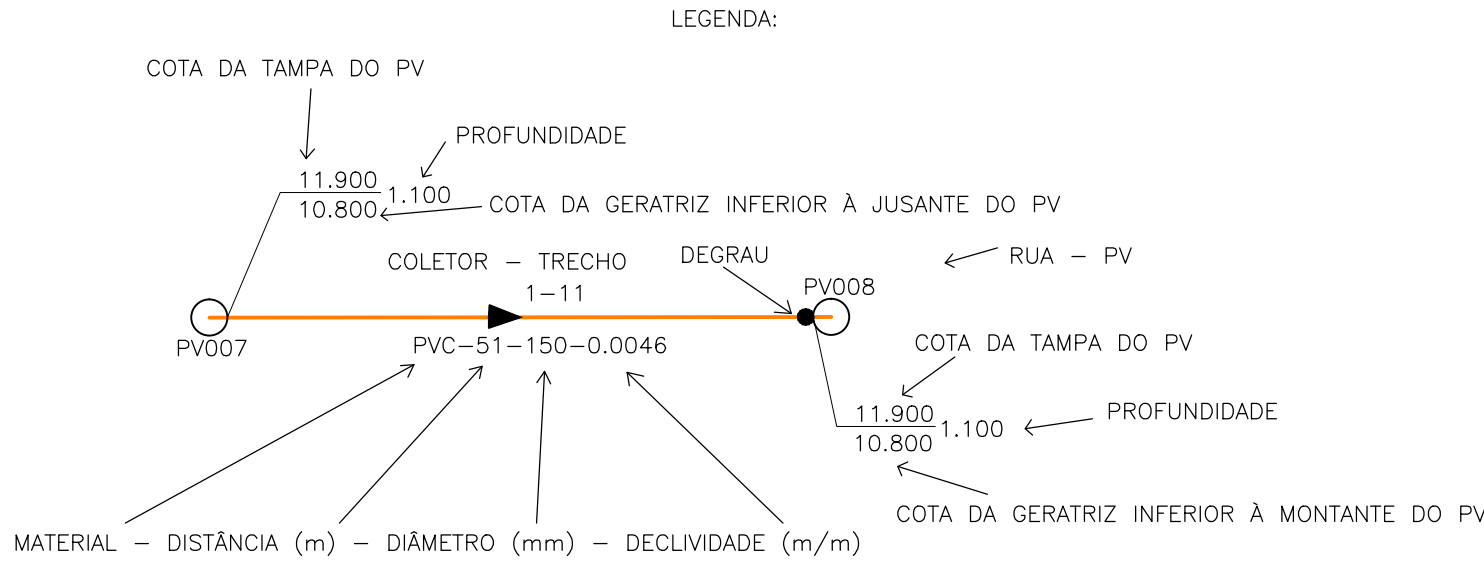 LEGENDA:
COTA DA TAMPA DO PV
PROFUNDIDADE
11.900
1.100
10.800
COTA DA GERATRIZ INFERIOR À JUSANTE DO PV
COLETOR - TRECHO
DEGRAU
RUA - PV
1-11
PV008
PV007
PVC-51-150-0.0046
COTA DA TAMPA DO PV
11.900
1.100
10.800
PROFUNDIDADE
COTA DA GERATRIZ INFERIOR À MONTANTE DO PV
MATERIAL - DISTÂNCIA (m) - DIÂMETRO (mm) - DECLIVIDADE (m/m)